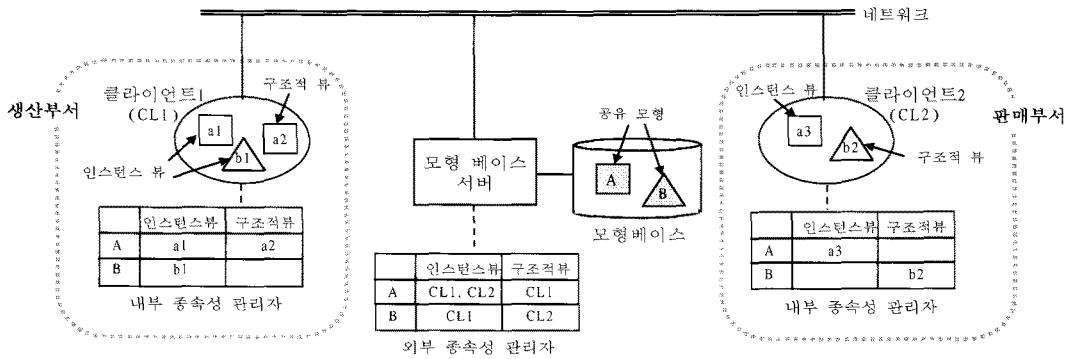 네트워크
생산부서
클라이언트1
(CL1)
구조적 뷰
a1
a2
b1
인스턴스 뷰
인스턴스뷰 구조적뷰
A a1 a2
B b1
내부 종속성 관리자
모형 베이스
서버
공유 모형
A
B
모형베이스
인스턴스뷰 구조적뷰
A CL1, CL2 CL1
B CL1 CL2
외부 종속성 관리자
인스턴스 뷰
클라이언트2
(CL2)
판매부서
a3
b2
구조적 뷰
인스턴스뷰 구조적뷰
A a3
B b2
내부 종속성 관리자